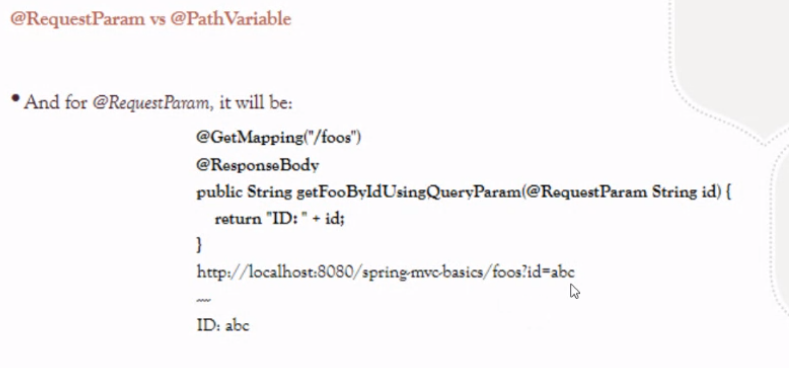 @RequestParam vs @PathVariable
• And for @RequestParam, it will be:
@GetMapping("/foos")
@ResponseBody
public String getFooByIdUsingQueryParam(@RequestParam String id) {
return "ID: " + id;
}
http://localhost:8080/spring-mvc-basics/foos?id=abc
----
ID: abc